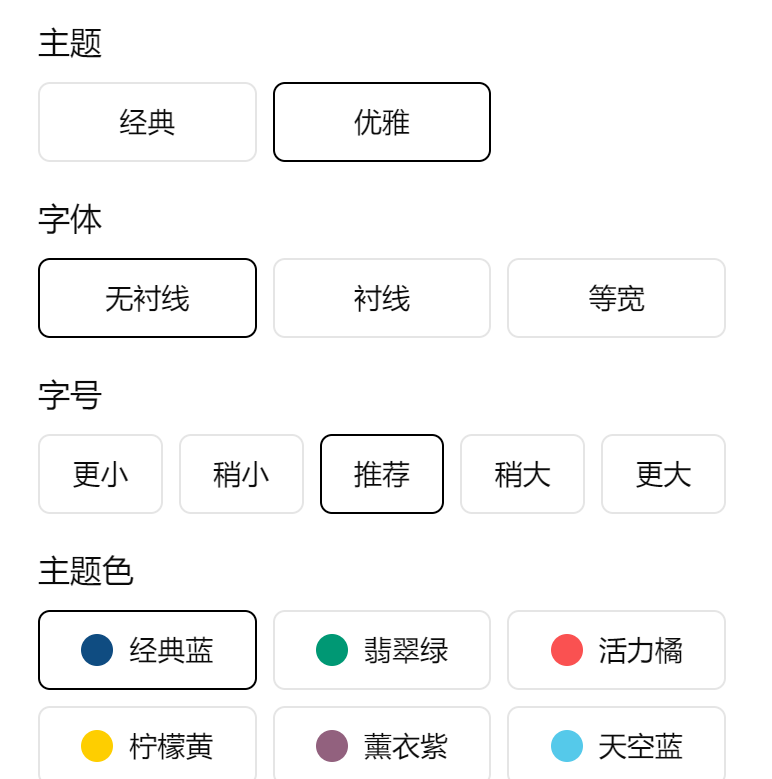 主题
经典 优雅
字体
无衬线 衬线 等宽
字号
更小 稍小 推荐 稍大 更大
主题色
经典蓝 翡翠绿 活力橘
柠檬黄 薰衣紫 天空蓝